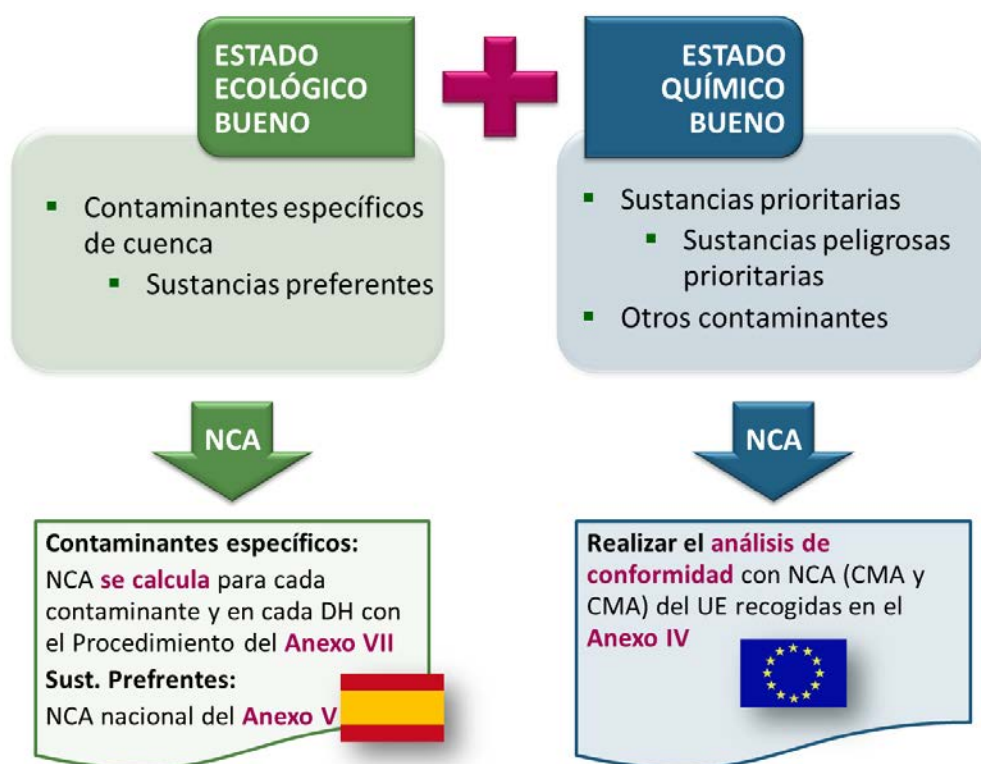 ESTADO
ECOLÓGICO
BUENO
ESTADO
QUÍMICO
BUENO
▪ Contaminantes específicos
de cuenca
▪ Sustancias preferentes
▪ Sustancias prioritarias
▪ Sustancias peligrosas
prioritarias
▪ Otros contaminantes
NCA
NCA
Contaminantes específicos:
NCA se calcula para cada
contaminante y en cada DH con
el Procedimiento del Anexo VII
Sust. Prefrentes:
NCA nacional del Anexo V
Realizar el análisis de
conformidad con NCA (CMA y
CMA) del UE recogidas en el
Anexo IV